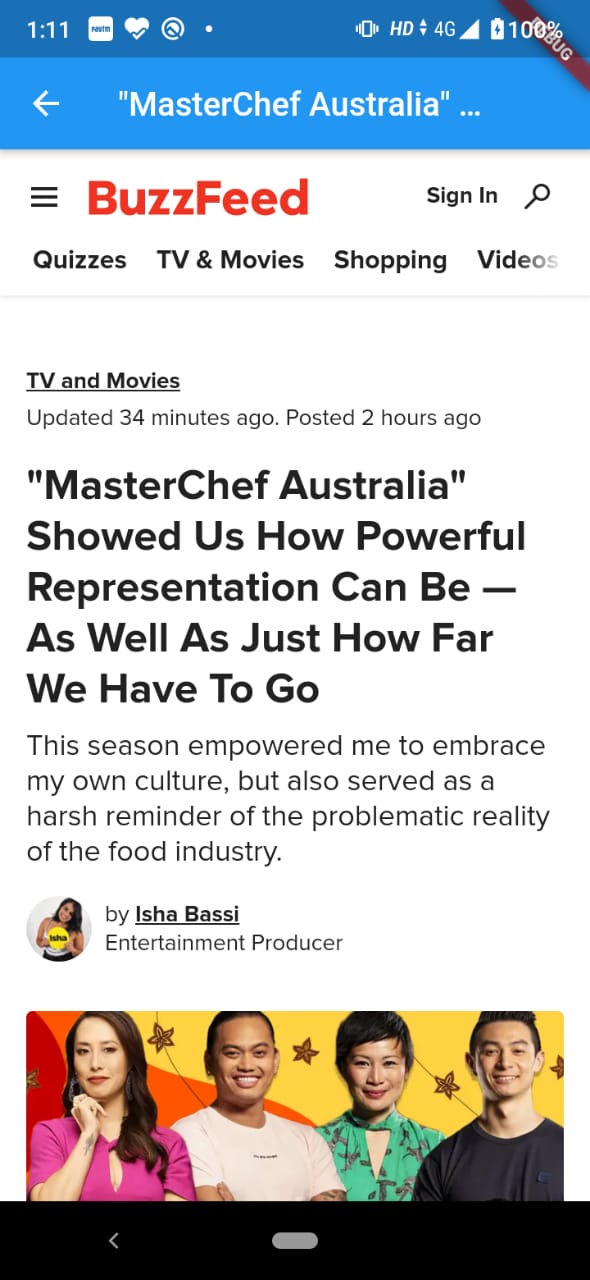 1:11 Paytm HD 4G 100%
DEBUG
"MasterChef Australia" ...
BuzzFeed Sign In
Quizzes TV & Movies Shopping Videos
TV and Movies
Updated 34 minutes ago. Posted 2 hours ago
"MasterChef Australia"
Showed Us How Powerful
Representation Can Be —
As Well As Just How Far
We Have To Go
This season empowered me to embrace
my own culture, but also served as a
harsh reminder of the problematic reality
of the food industry.
isha
by Isha Bassi
Entertainment Producer